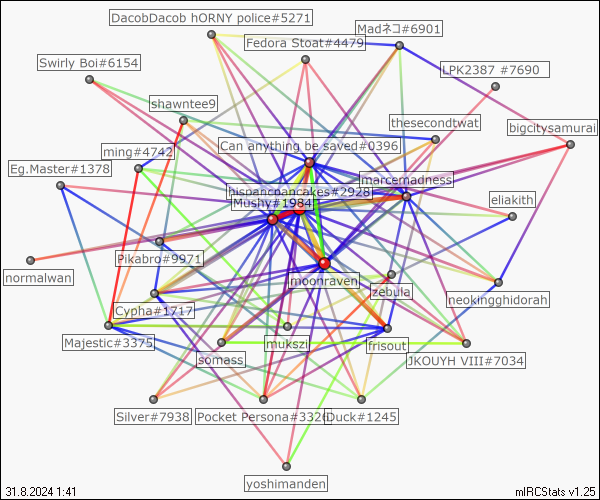 DacobDacob hORNY police#5271
Madネコ#6901
Fedora Stoat#4479
Swirly Boi#6154
LPK2387 #7690
shawntee9
thesecondtwat
bigcitysamurai
Can anything be saved#0396
ming#4742
Eg.Master#1378
marcemadness
hispanicpancakes#2928
Mushy#1984
eliakith
Pikabro#9971
normalwan
moonraven
zebula
neokingghidorah
Cypha#1717
Majestic#3375
mukszi
frisout
somass
JKOUYH VIII#7034
Silver#7938
Pocket Persona#3326
Duck#1245
yoshimanden
31.8.2024 1:41
mIRCStats v1.25